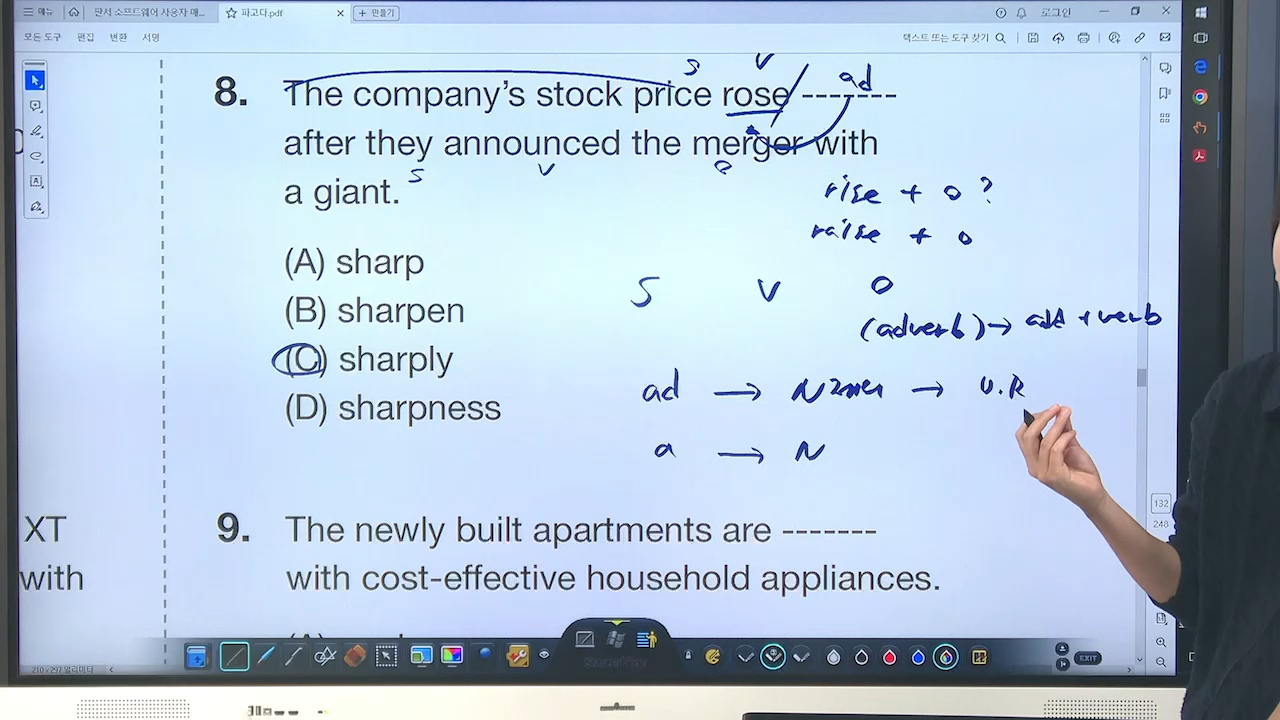 메뉴
판서 소프트웨어 사용자 매...
파고다.pdf
+ 만들기
로그인
모든 도구 편집 변환 서명
텍스트 또는 도구 찾기
s v ad
8. The company's stock price rose -------
after they announced the merger with
s v o
a giant.
rise + o ?
raise + o
(A) sharp
(B) sharpen
(C) sharply
(D) sharpness
S V O
(adverb) → add + verb
ad →
a → N
XT
with
9. The newly built apartments are -------
with cost-effective household appliances.
132
248
EXIT